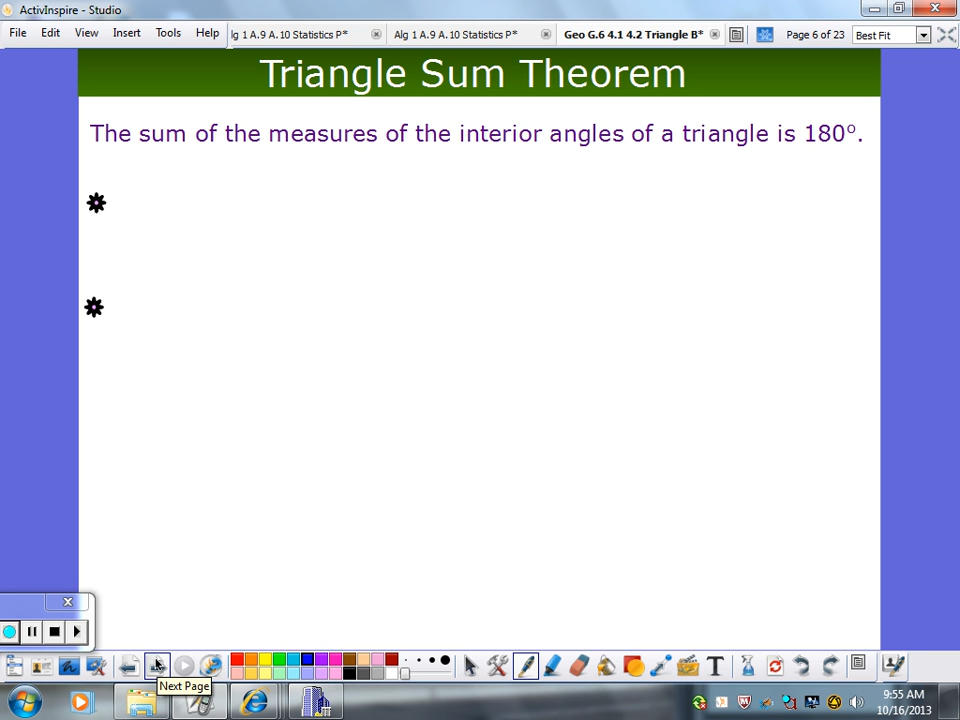 ActivInspire - Studio
File Edit View Insert Tools Help lg 1 A.9 A.10 Statistics P* Alg 1 A.9 A.10 Statistics P* Geo G.6 4.1 4.2 Triangle B* Page 6 of 23 Best Fit
Triangle Sum Theorem
The sum of the measures of the interior angles of a triangle is 180°.
Next Page
9:55 AM
10/16/2013